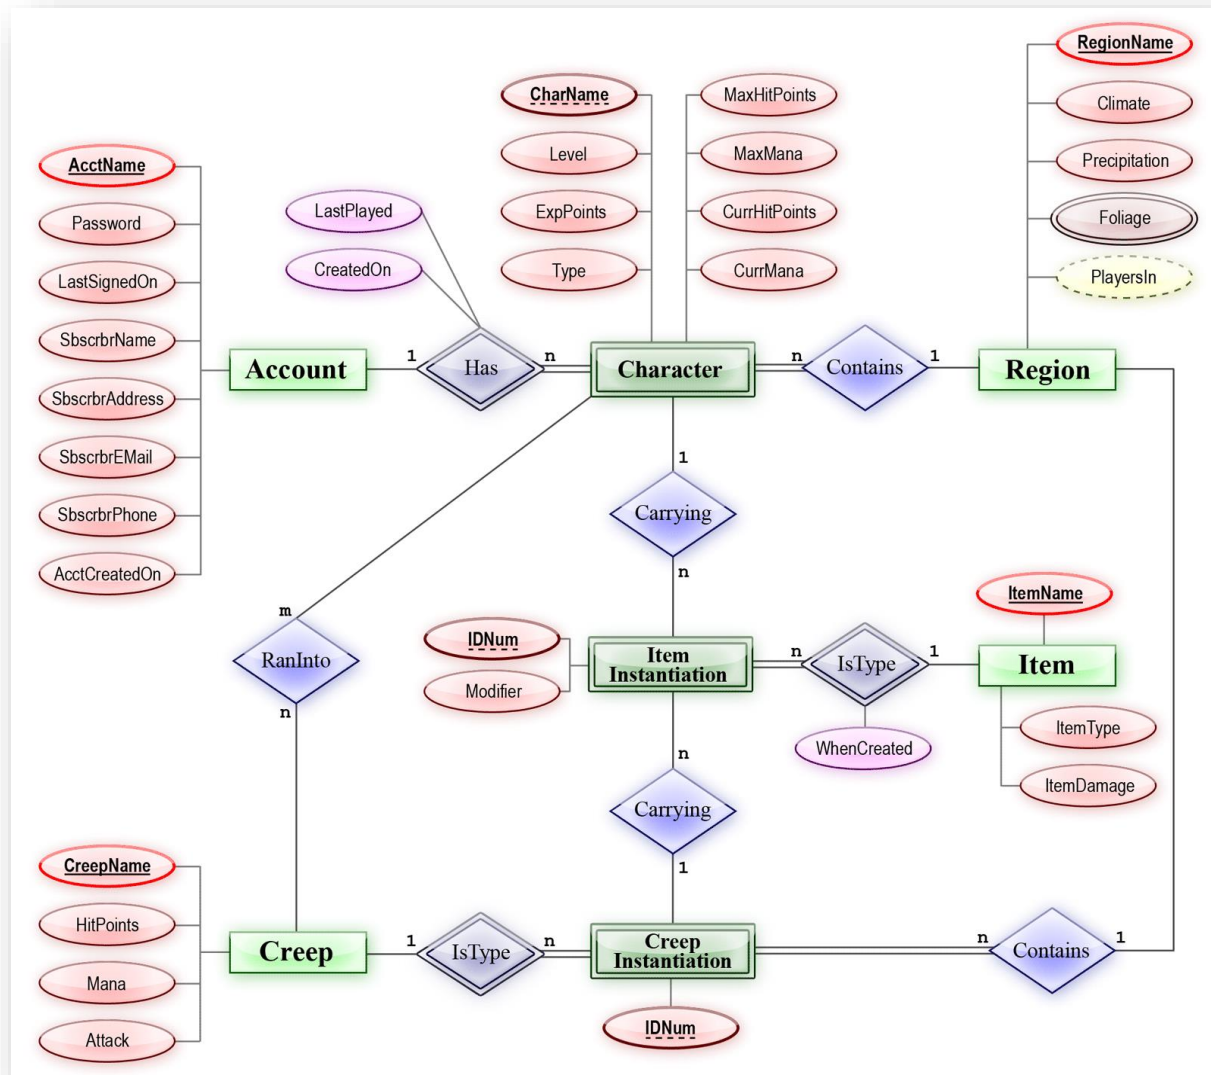 RegionName
CharName
MaxHitPoints
Climate
Level
MaxMana
Precipitation
AcctName
LastPlayed
ExpPoints
CurrHitPoints
Foliage
Password
CreatedOn
Type
CurrMana
PlayersIn
LastSignedOn
SbscrbrName
Account
1
Has
n
Character
n
Contains
1
Region
SbscrbrAddress
SbscrbrEMail
1
SbscrbrPhone
Carrying
AcctCreatedOn
n
ItemName
m
RanInto
n
IDNum
Modifier
Item
Instantiation
n
IsType
1
Item
WhenCreated
ItemType
ItemDamage
n
Carrying
1
CreepName
HitPoints
Mana
Attack
Creep
1
IsType
n
Creep
Instantiation
n
Contains
1
IDNum